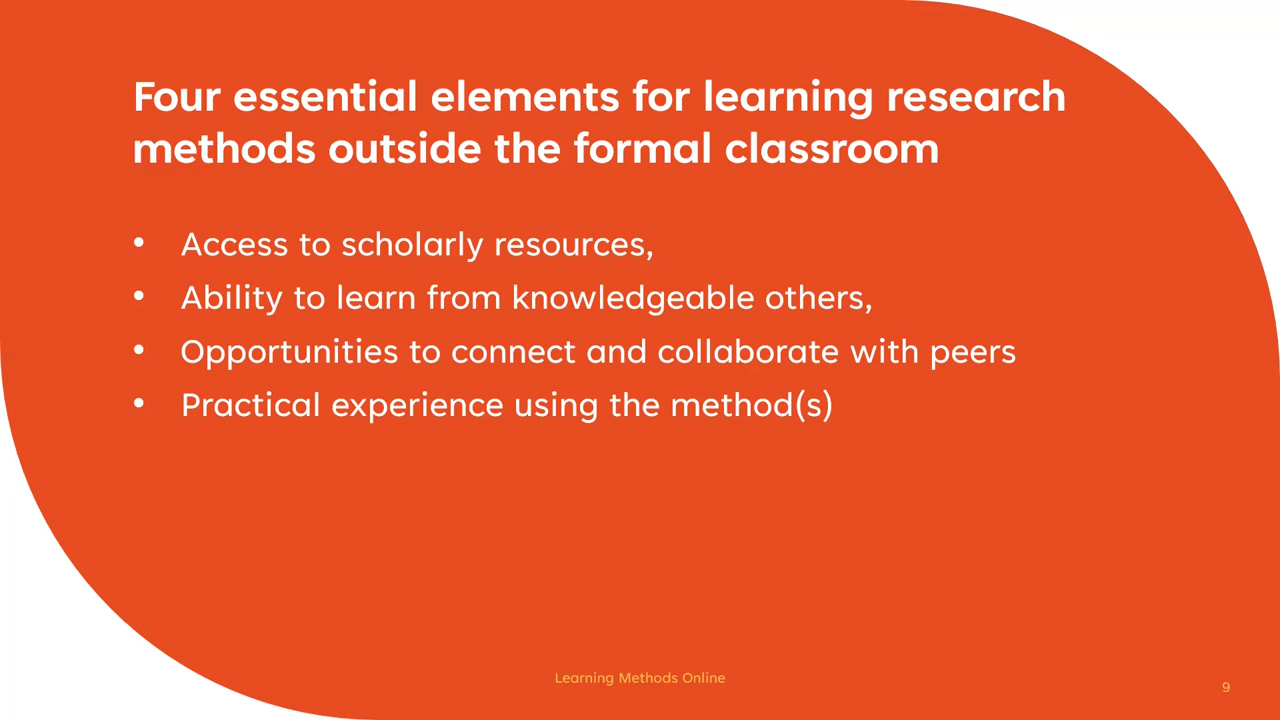 Four essential elements for learning research
methods outside the formal classroom
• Access to scholarly resources,
• Ability to learn from knowledgeable others,
• Opportunities to connect and collaborate with peers
• Practical experience using the method(s)
Learning Methods Online
9